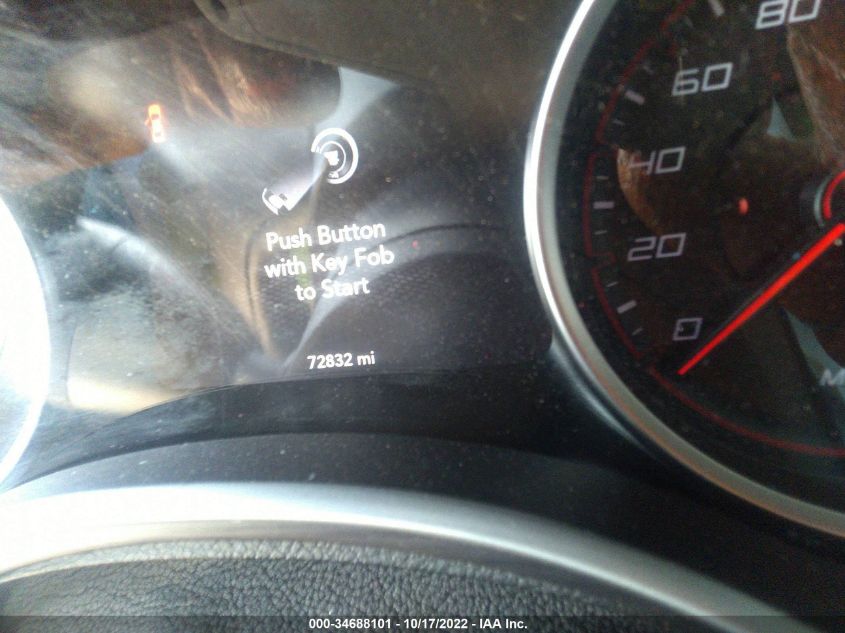 Push Button
with Key Fob
to Start
72832 mi
80
60
40
20
0
000-34688101 - 10/17/2022 - IAA Inc.